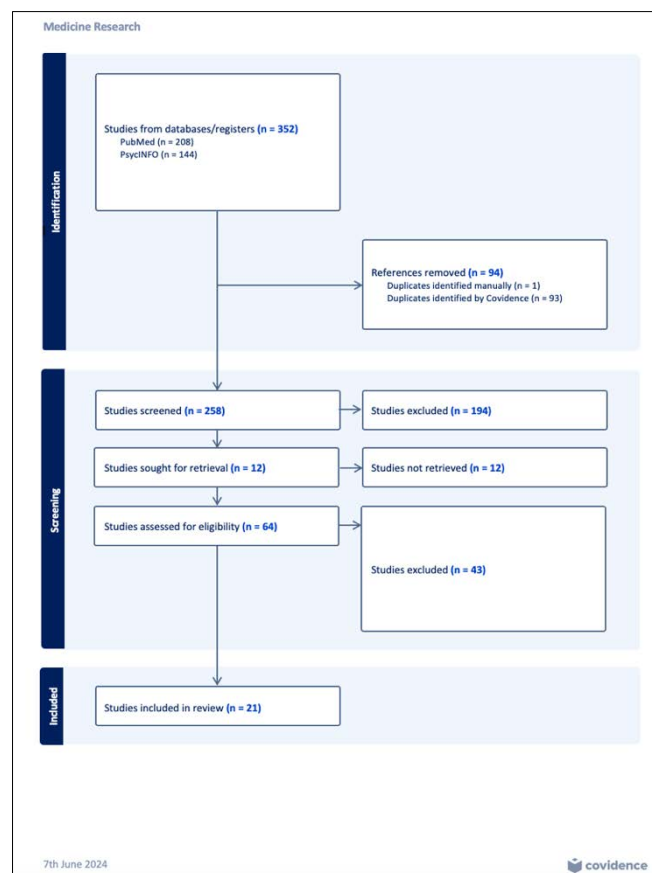 Medicine Research
Identification
Studies from databases/registers (n = 352)
PubMed (n = 208)
PsycINFO (n = 144)
References removed (n = 94)
Duplicates identified manually (n = 1)
Duplicates identified by Covidence (n = 93)
Screening
Studies screened (n = 258)
Studies excluded (n = 194)
Studies sought for retrieval (n = 12)
Studies not retrieved (n = 12)
Studies assessed for eligibility (n = 64)
Studies excluded (n = 43)
Included
Studies included in review (n = 21)
7th June 2024
covidence